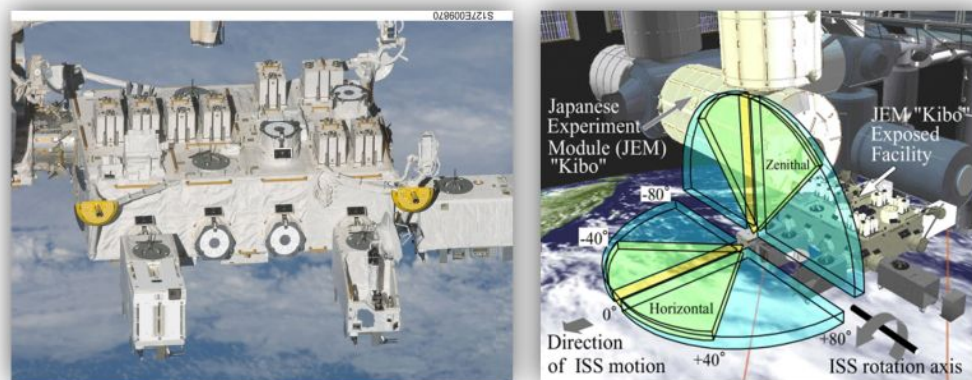 S127E009870
Japanese
Experiment
Module (JEM)
"Kibo"
JEM "Kibo"
Exposed
Facility
Zenithal
-80°
-40°
0°
Horizontal
+40°
+80°
Direction
of ISS motion
ISS rotation axis